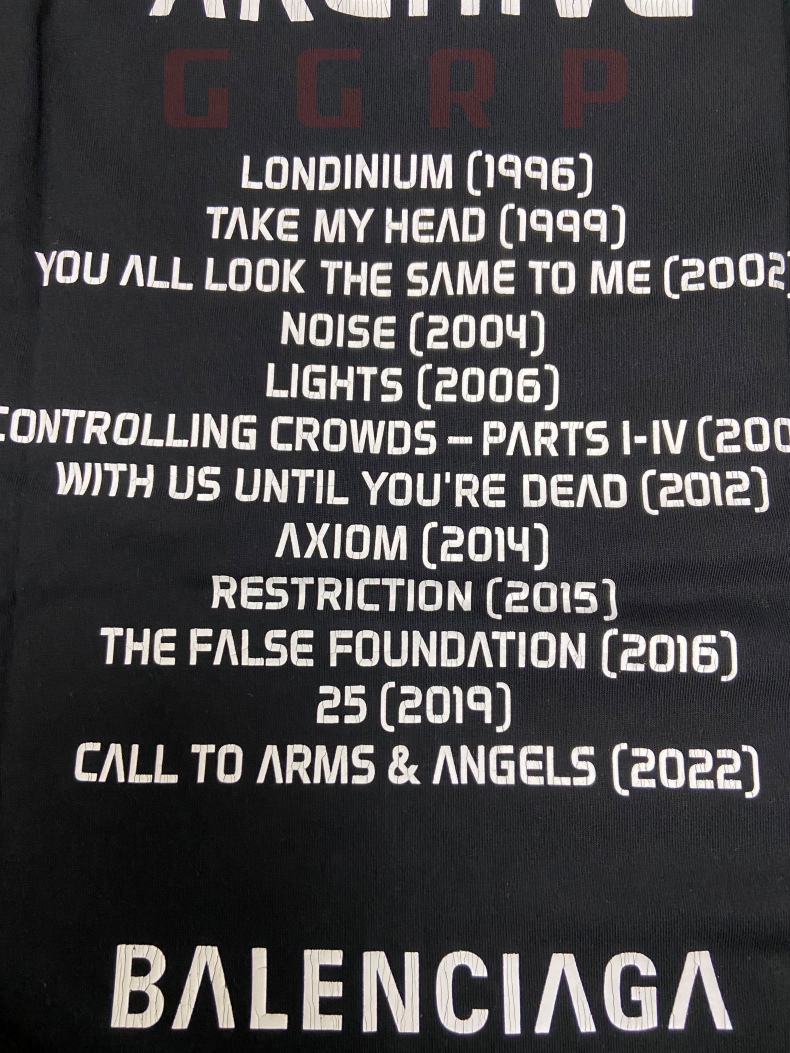 ARCHIVE
G G R P
LONDINIUM (1996)
TAKE MY HEAD (1999)
YOU ALL LOOK THE SAME TO ME (2002)
NOISE (2004)
LIGHTS (2006)
CONTROLLING CROWDS – PARTS I-IV (200
WITH US UNTIL YOU'RE DEAD (2012)
AXIOM (2014)
RESTRICTION (2015)
THE FALSE FOUNDATION (2016)
25 (2019)
CALL TO ARMS & ANGELS (2022)
BALENCIAGA